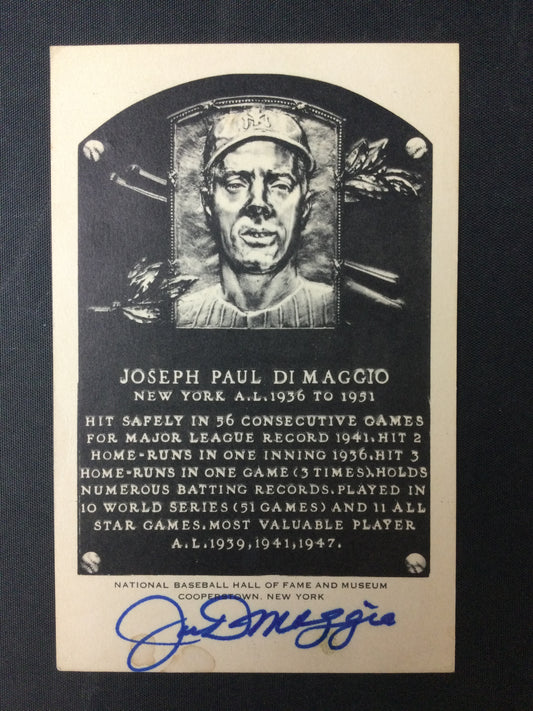 JOSEPH PAUL DI MAGGIO
NEW YORK A.L. 1936 TO 1951
HIT SAFELY IN 56 CONSECUTIVE GAMES
FOR MAJOR LEAGUE RECORD 1941. HIT 2
HOME-RUNS IN ONE INNING 1936. HIT 3
HOME-RUNS IN ONE GAME (3 TIMES). HOLDS
NUMEROUS BATTING RECORDS. PLAYED IN
10 WORLD SERIES (51 GAMES) AND 11 ALL
STAR GAMES. MOST VALUABLE PLAYER
A.L. 1939, 1941, 1947.
NATIONAL BASEBALL HALL OF FAME AND MUSEUM
COOPERSTOWN, NEW YORK
Joe DiMaggio